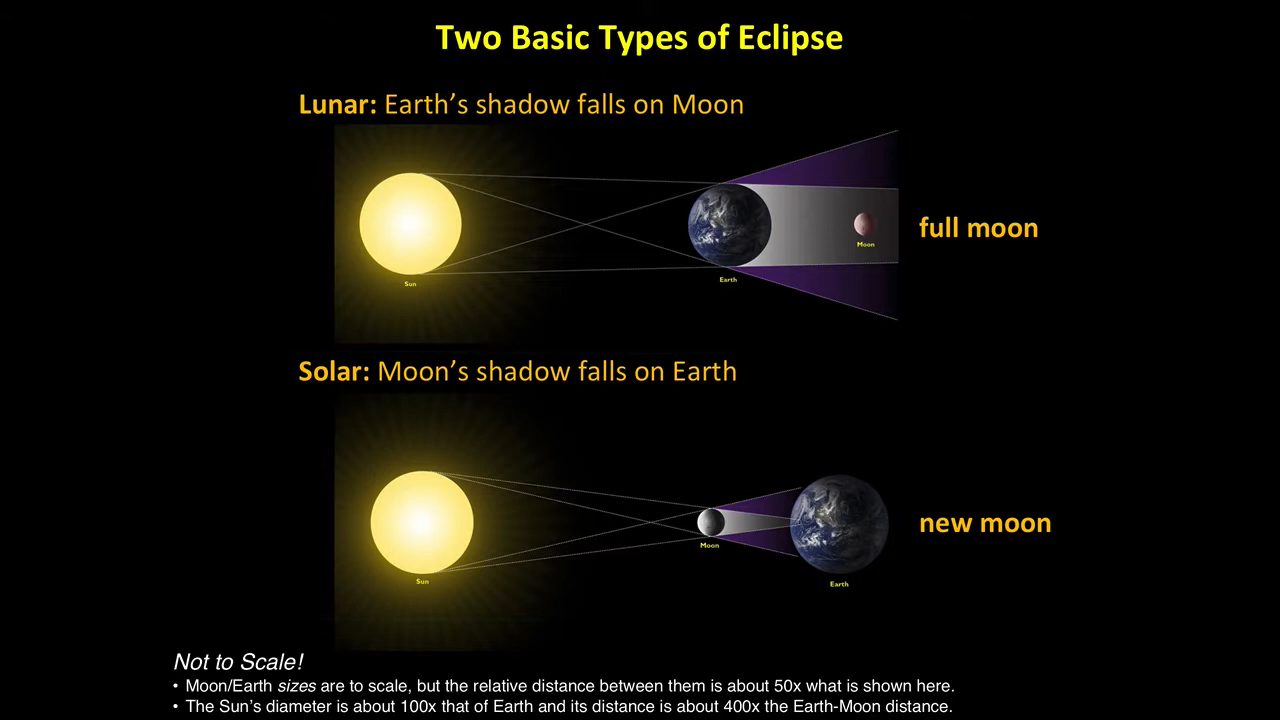 Two Basic Types of Eclipse
Lunar: Earth’s shadow falls on Moon
full moon
Moon
Sun
Earth
Solar: Moon’s shadow falls on Earth
new moon
Moon
Sun
Earth
Not to Scale!
• Moon/Earth sizes are to scale, but the relative distance between them is about 50x what is shown here.
• The Sun’s diameter is about 100x that of Earth and its distance is about 400x the Earth-Moon distance.